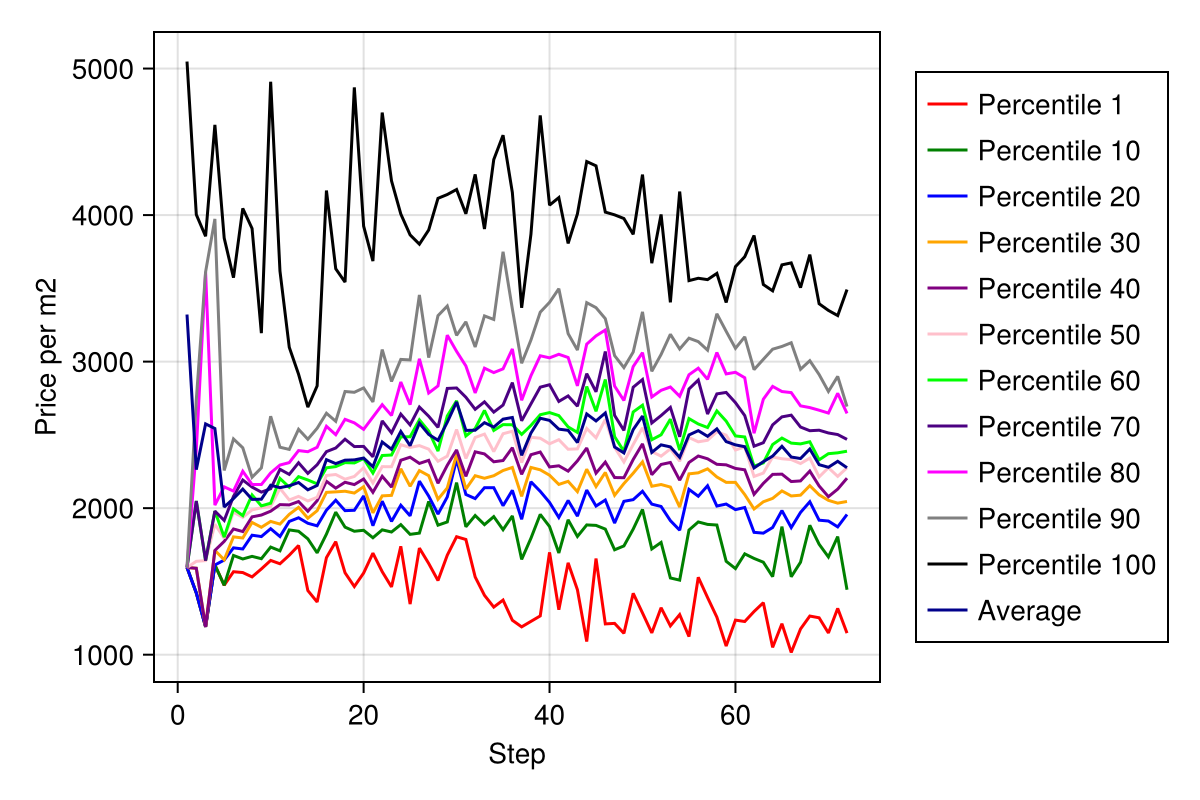 5000
4000
3000
2000
1000
Price per m2
0
20
40
60
Step
Percentile 1
Percentile 10
Percentile 20
Percentile 30
Percentile 40
Percentile 50
Percentile 60
Percentile 70
Percentile 80
Percentile 90
Percentile 100
Average